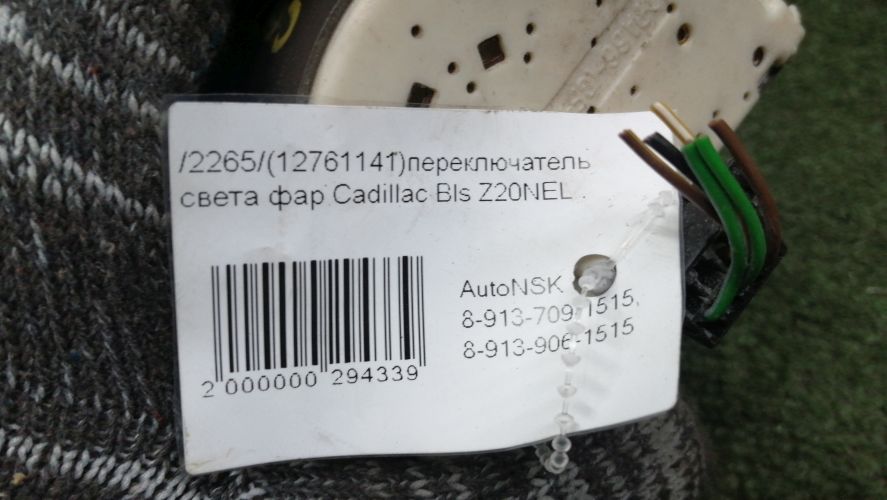 /2265/(12761141)переключатель
света фар Cadillac Bls Z20NEL .
AutoNSK
8-913-709-1515,
8-913-906-1515
2 000000 294339